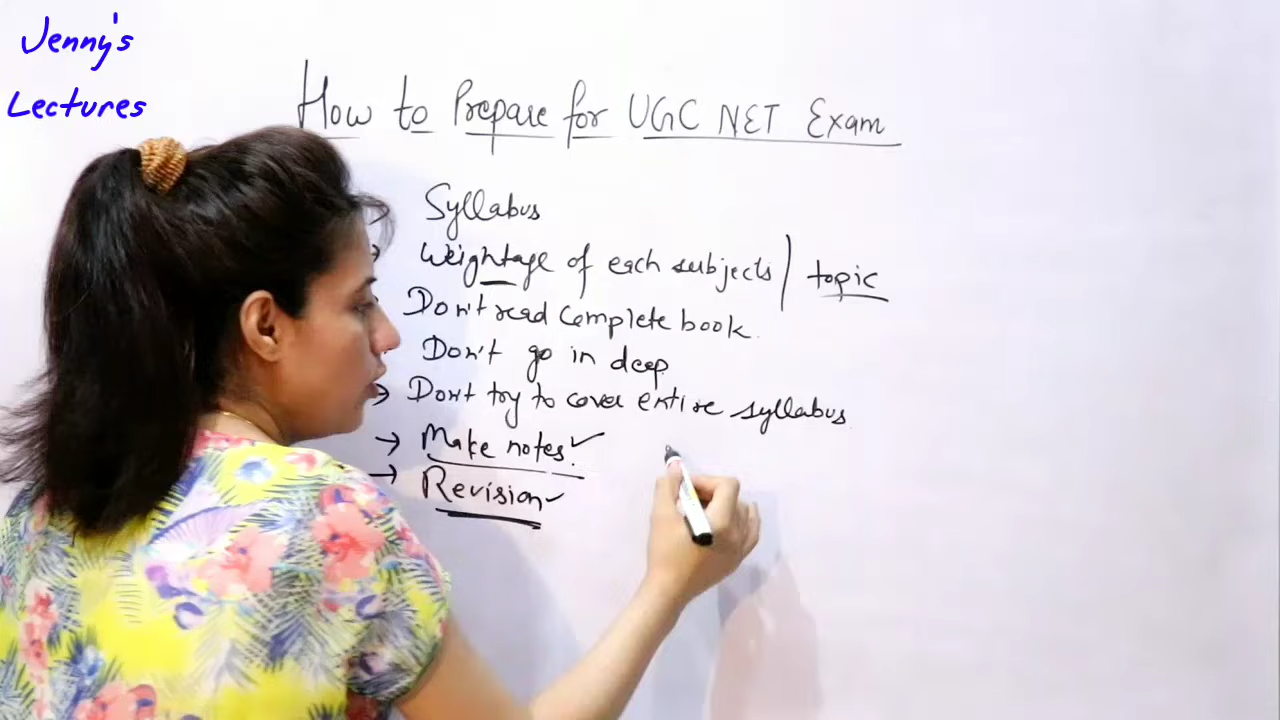 Jenny's
Lectures
How to Prepare for UGC NET Exam
Syllabus
Weightage of each subjects / topic
Don't read complete book.
Don't go in deep
→ Don't try to cover entire syllabus
→ Make notes. ✓
→ Revision ✓